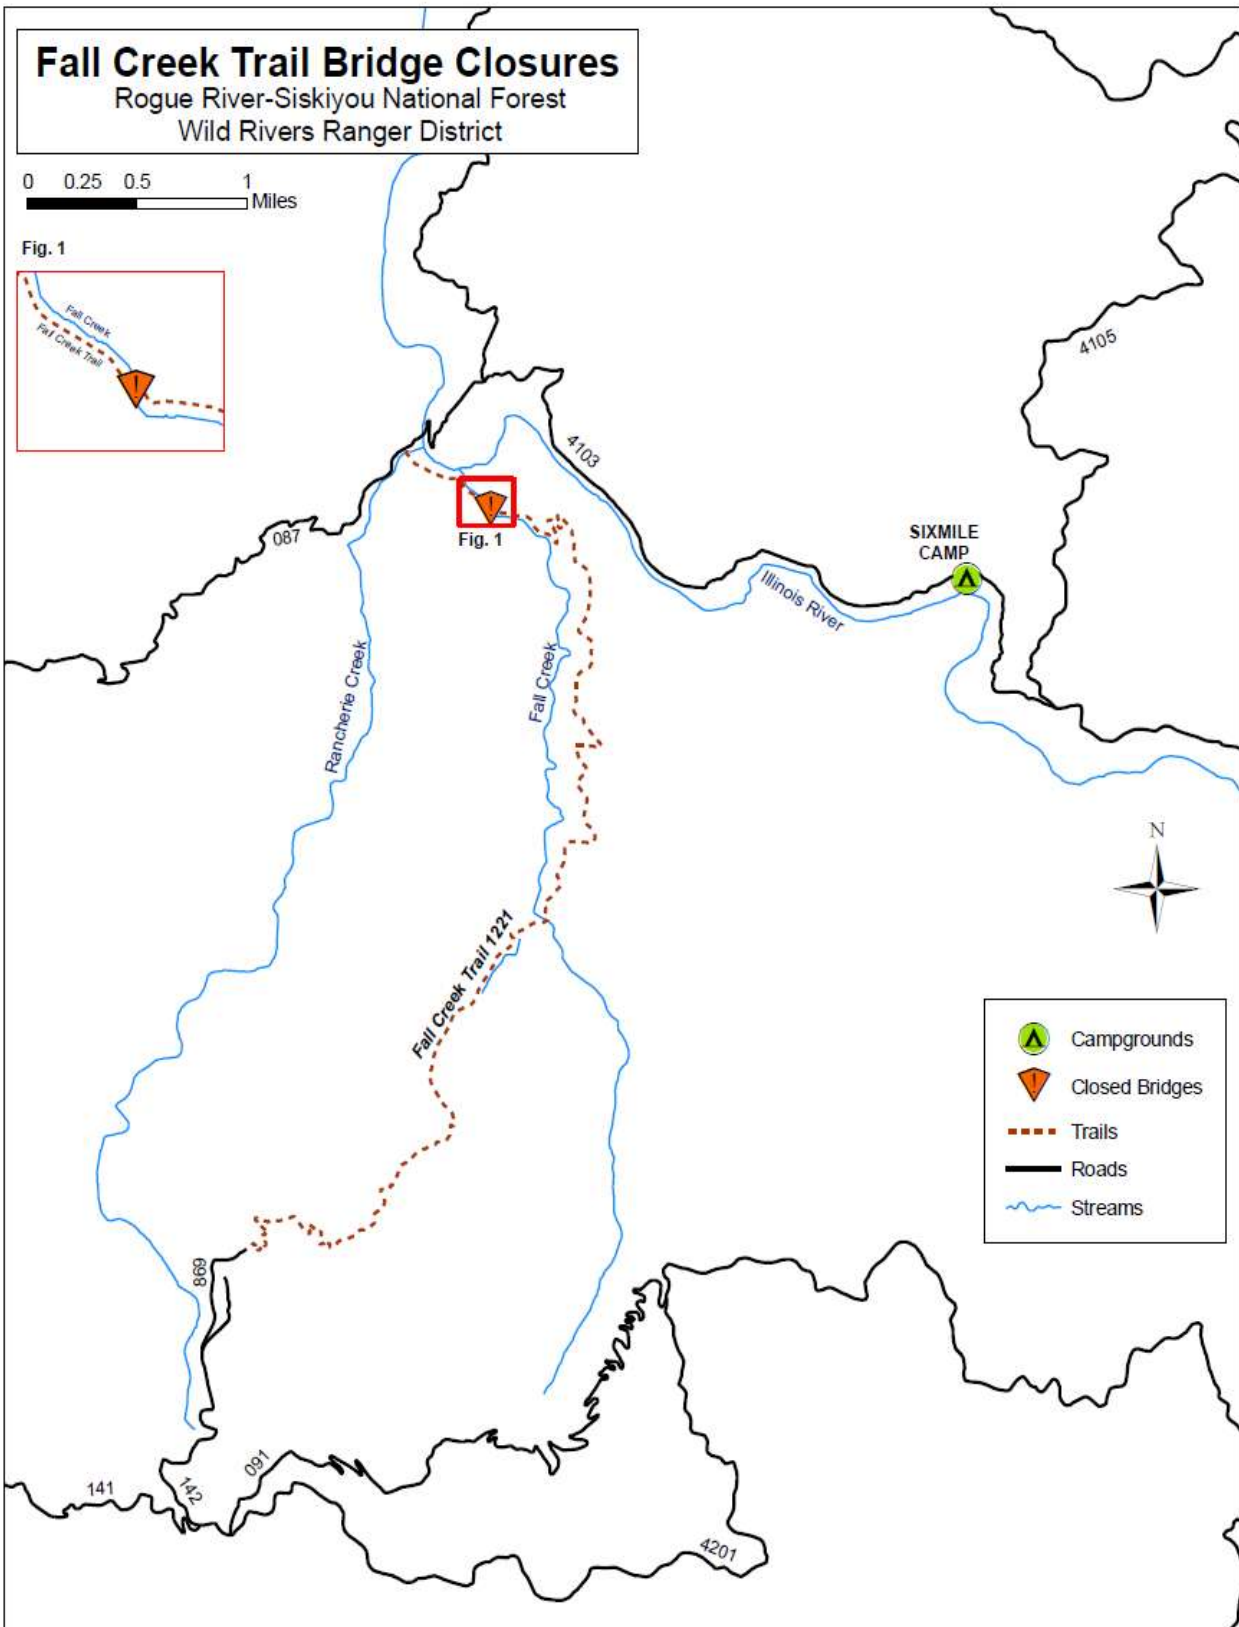 Fall Creek Trail Bridge Closures
Rogue River-Siskiyou National Forest
Wild Rivers Ranger District
0 0.25 0.5 1
Miles
Fig. 1
Fall Creek
Fall Creek Trail
4105
4103
087
Fig. 1
SIXMILE
CAMP
Illinois River
Rancherie Creek
Fall Creek
N
Fall Creek Trail 1221
Campgrounds
Closed Bridges
Trails
Roads
Streams
869
091
141
142
4201